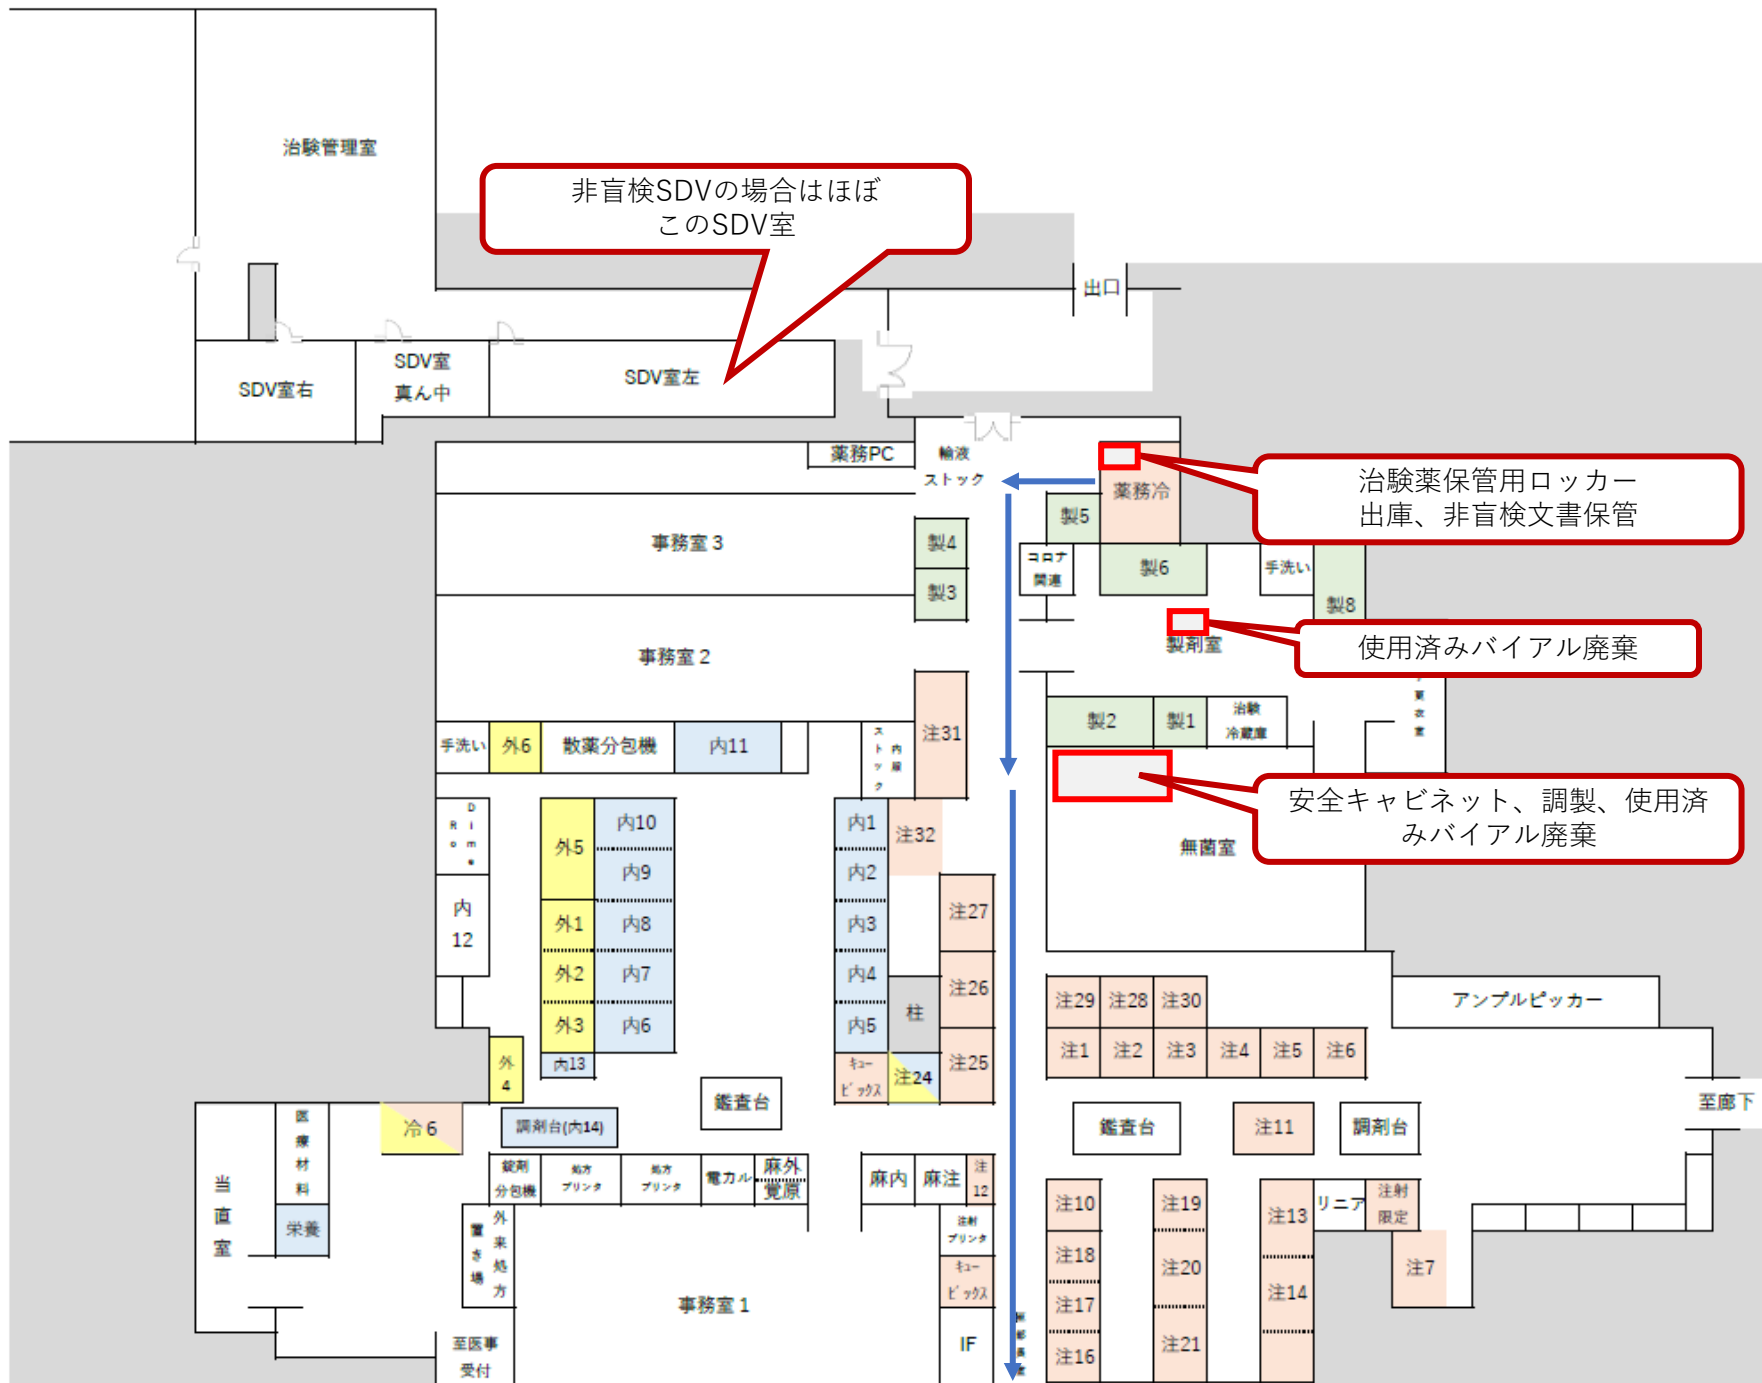 治験管理室
非盲検SDVの場合はほぼ
このSDV室
出口
SDV室右
SDV室
真ん中
SDV室左
薬務PC
輸液
ストック
薬務冷
治験薬保管用ロッカー
出庫、非盲検文書保管
製5
事務室３
製4
コロナ
関連
製6
手洗い
製3
製8
事務室２
製剤室
使用済みバイアル廃棄
更衣室
手洗い
外6
散薬分包機
内11
ストック
内服
注31
製2
製1
治験
冷蔵庫
安全キャビネット、調製、使用済
みバイアル廃棄
無菌室
Dime
Ro
外5
内10
内9
内1
注32
内2
内
12
外1
内8
内3
注27
外2
内7
内4
注26
柱
外3
内6
内5
注29
注28
注30
アンプルピッカー
外
4
内13
キュー
ビックス
注24
注25
注1
注2
注3
注4
注5
注6
至廊下
医療材料
冷６
調剤台(内14)
鑑査台
鑑査台
注11
調剤台
当直室
栄養
錠剤
分包機
処方
プリンタ
処方
プリンタ
電カル
麻外
覚原
麻内
麻注
注
12
外来処方
置き場
注射
プリンタ
キュー
ビックス
注10
注19
注13
リニア
注射
限定
注18
注20
注7
注17
注14
事務室１
至医事
受付
IF
注16
注21